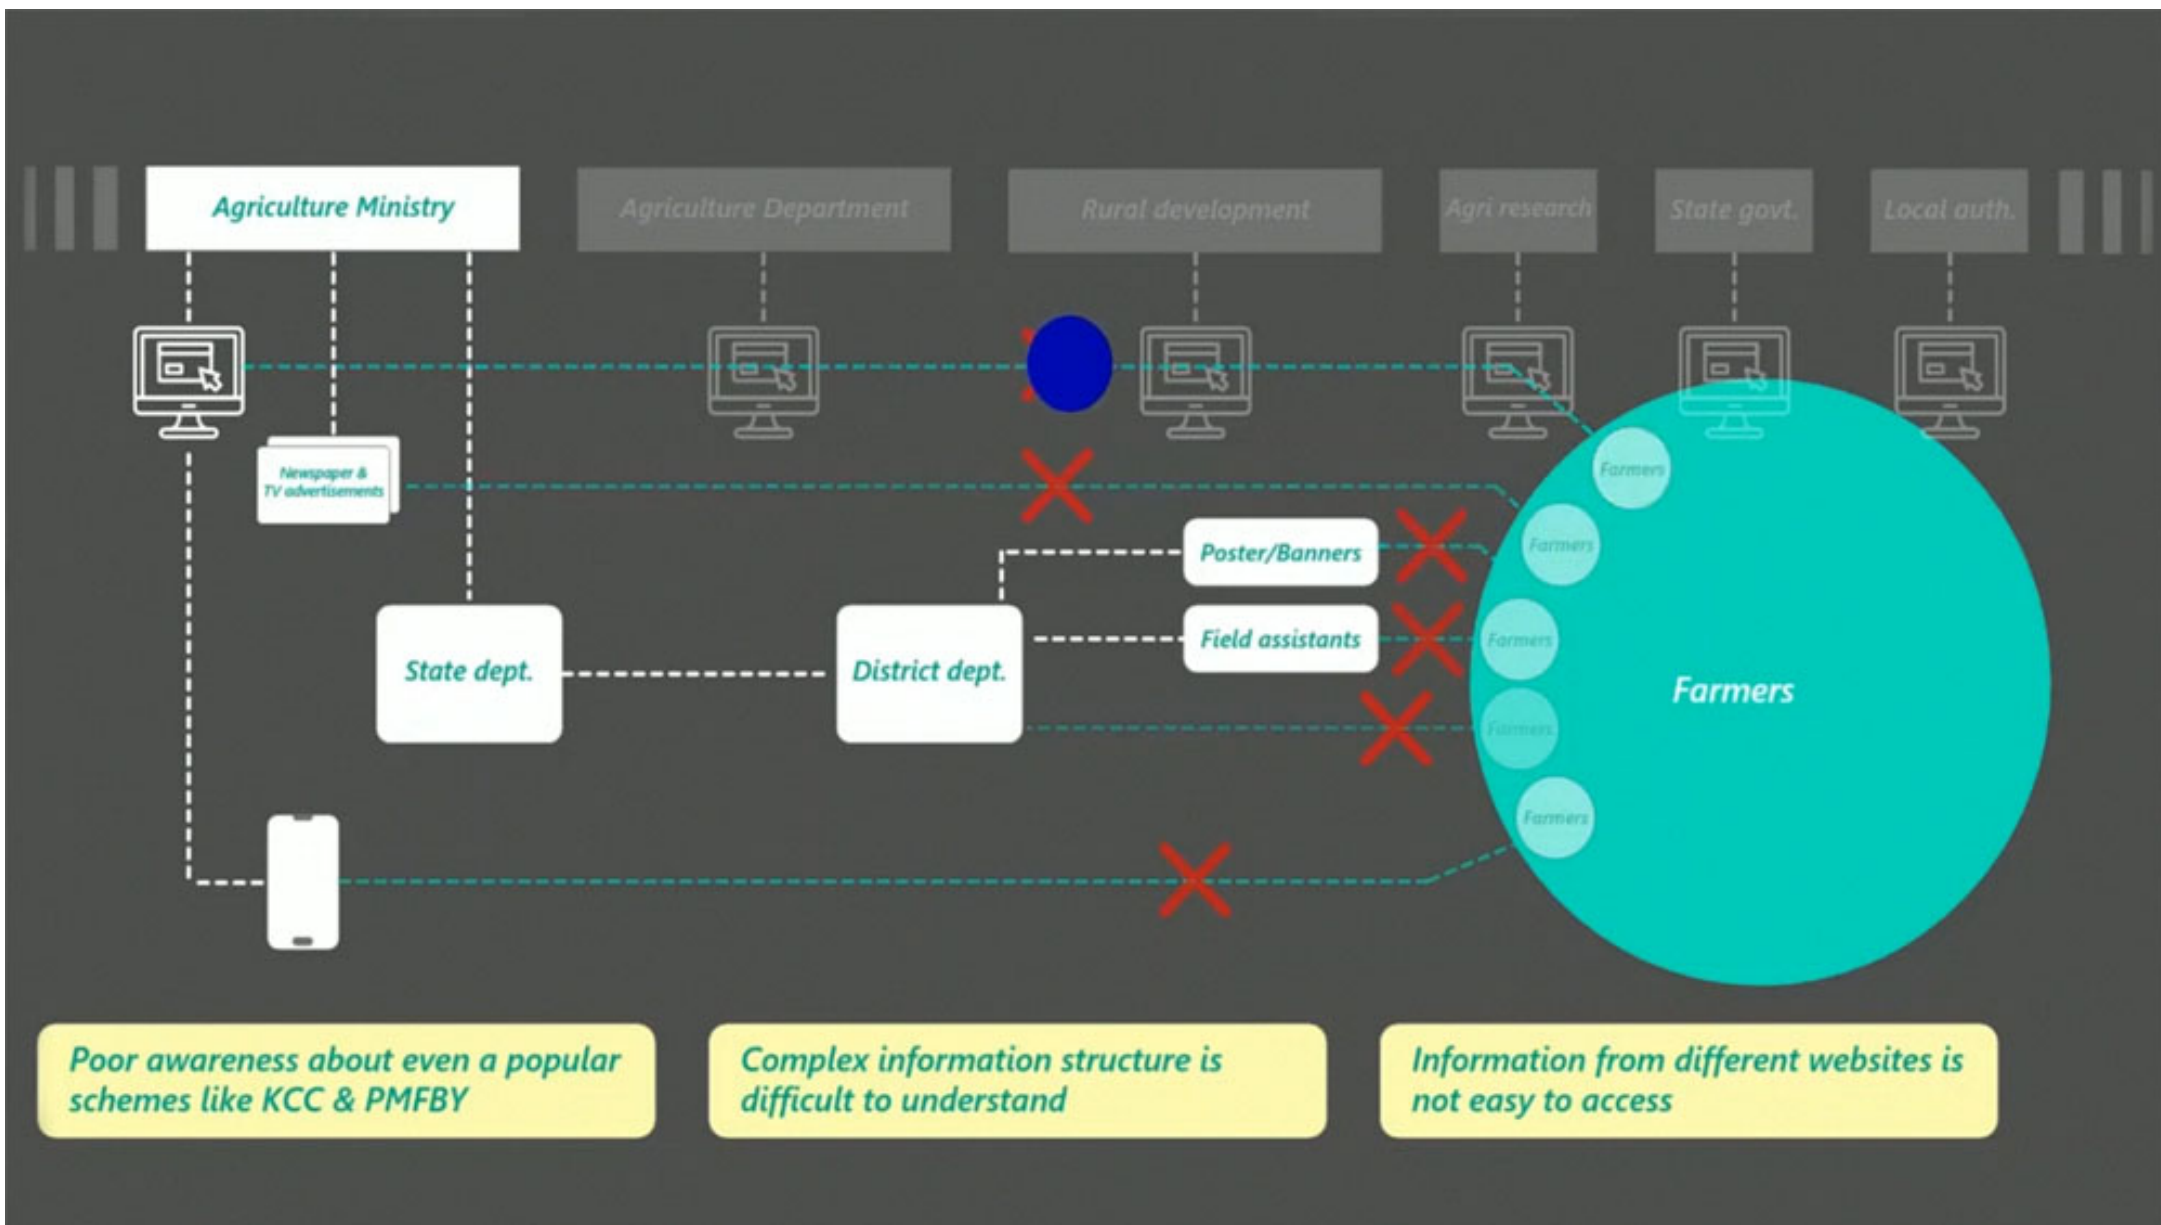 Agriculture Ministry
Agriculture Department
Rural development
Agri research
State govt.
Local auth.
Newspaper &
TV advertisements
Farmers
Farmers
Poster/Banners
Field assistants
Farmers
State dept.
District dept.
Farmers
Farmers
Farmers
Poor awareness about even a popular
schemes like KCC & PMFBY
Complex information structure is
difficult to understand
Information from different websites is
not easy to access